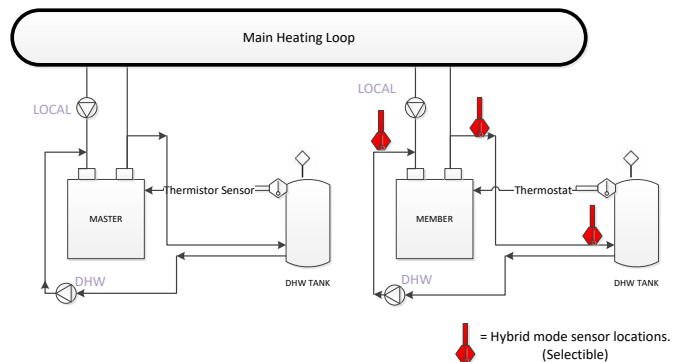 Main Heating Loop
LOCAL
LOCAL
Thermistor Sensor
Thermostat
MASTER
MEMBER
DHW
DHW TANK
DHW
DHW TANK
= Hybrid mode sensor locations.
(Selectible)